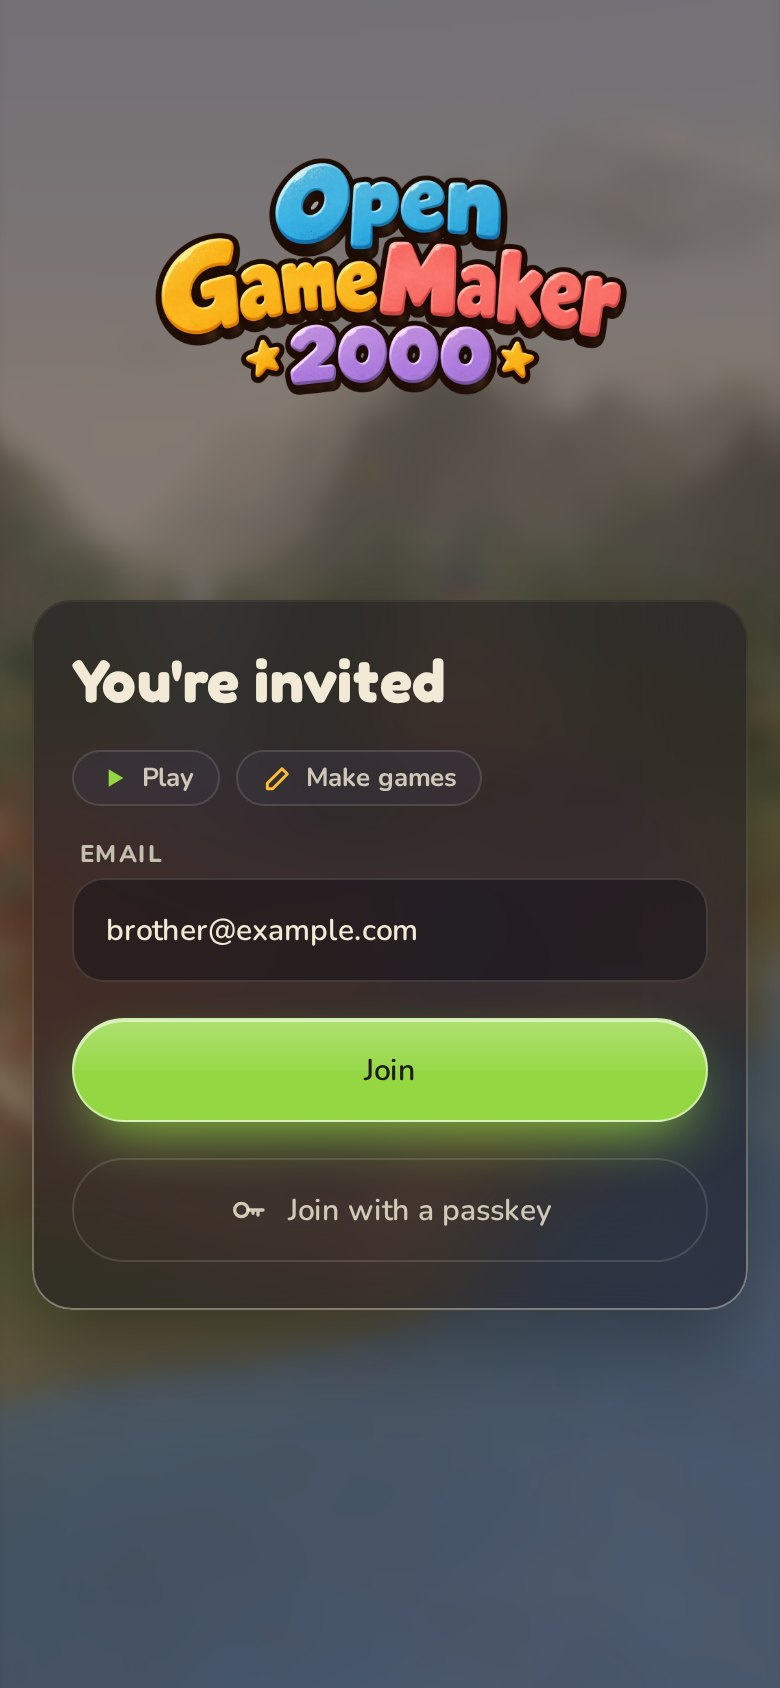 Open
GameMaker
2000
You're invited
Play
Make games
EMAIL
brother@example.com
Join
Join with a passkey